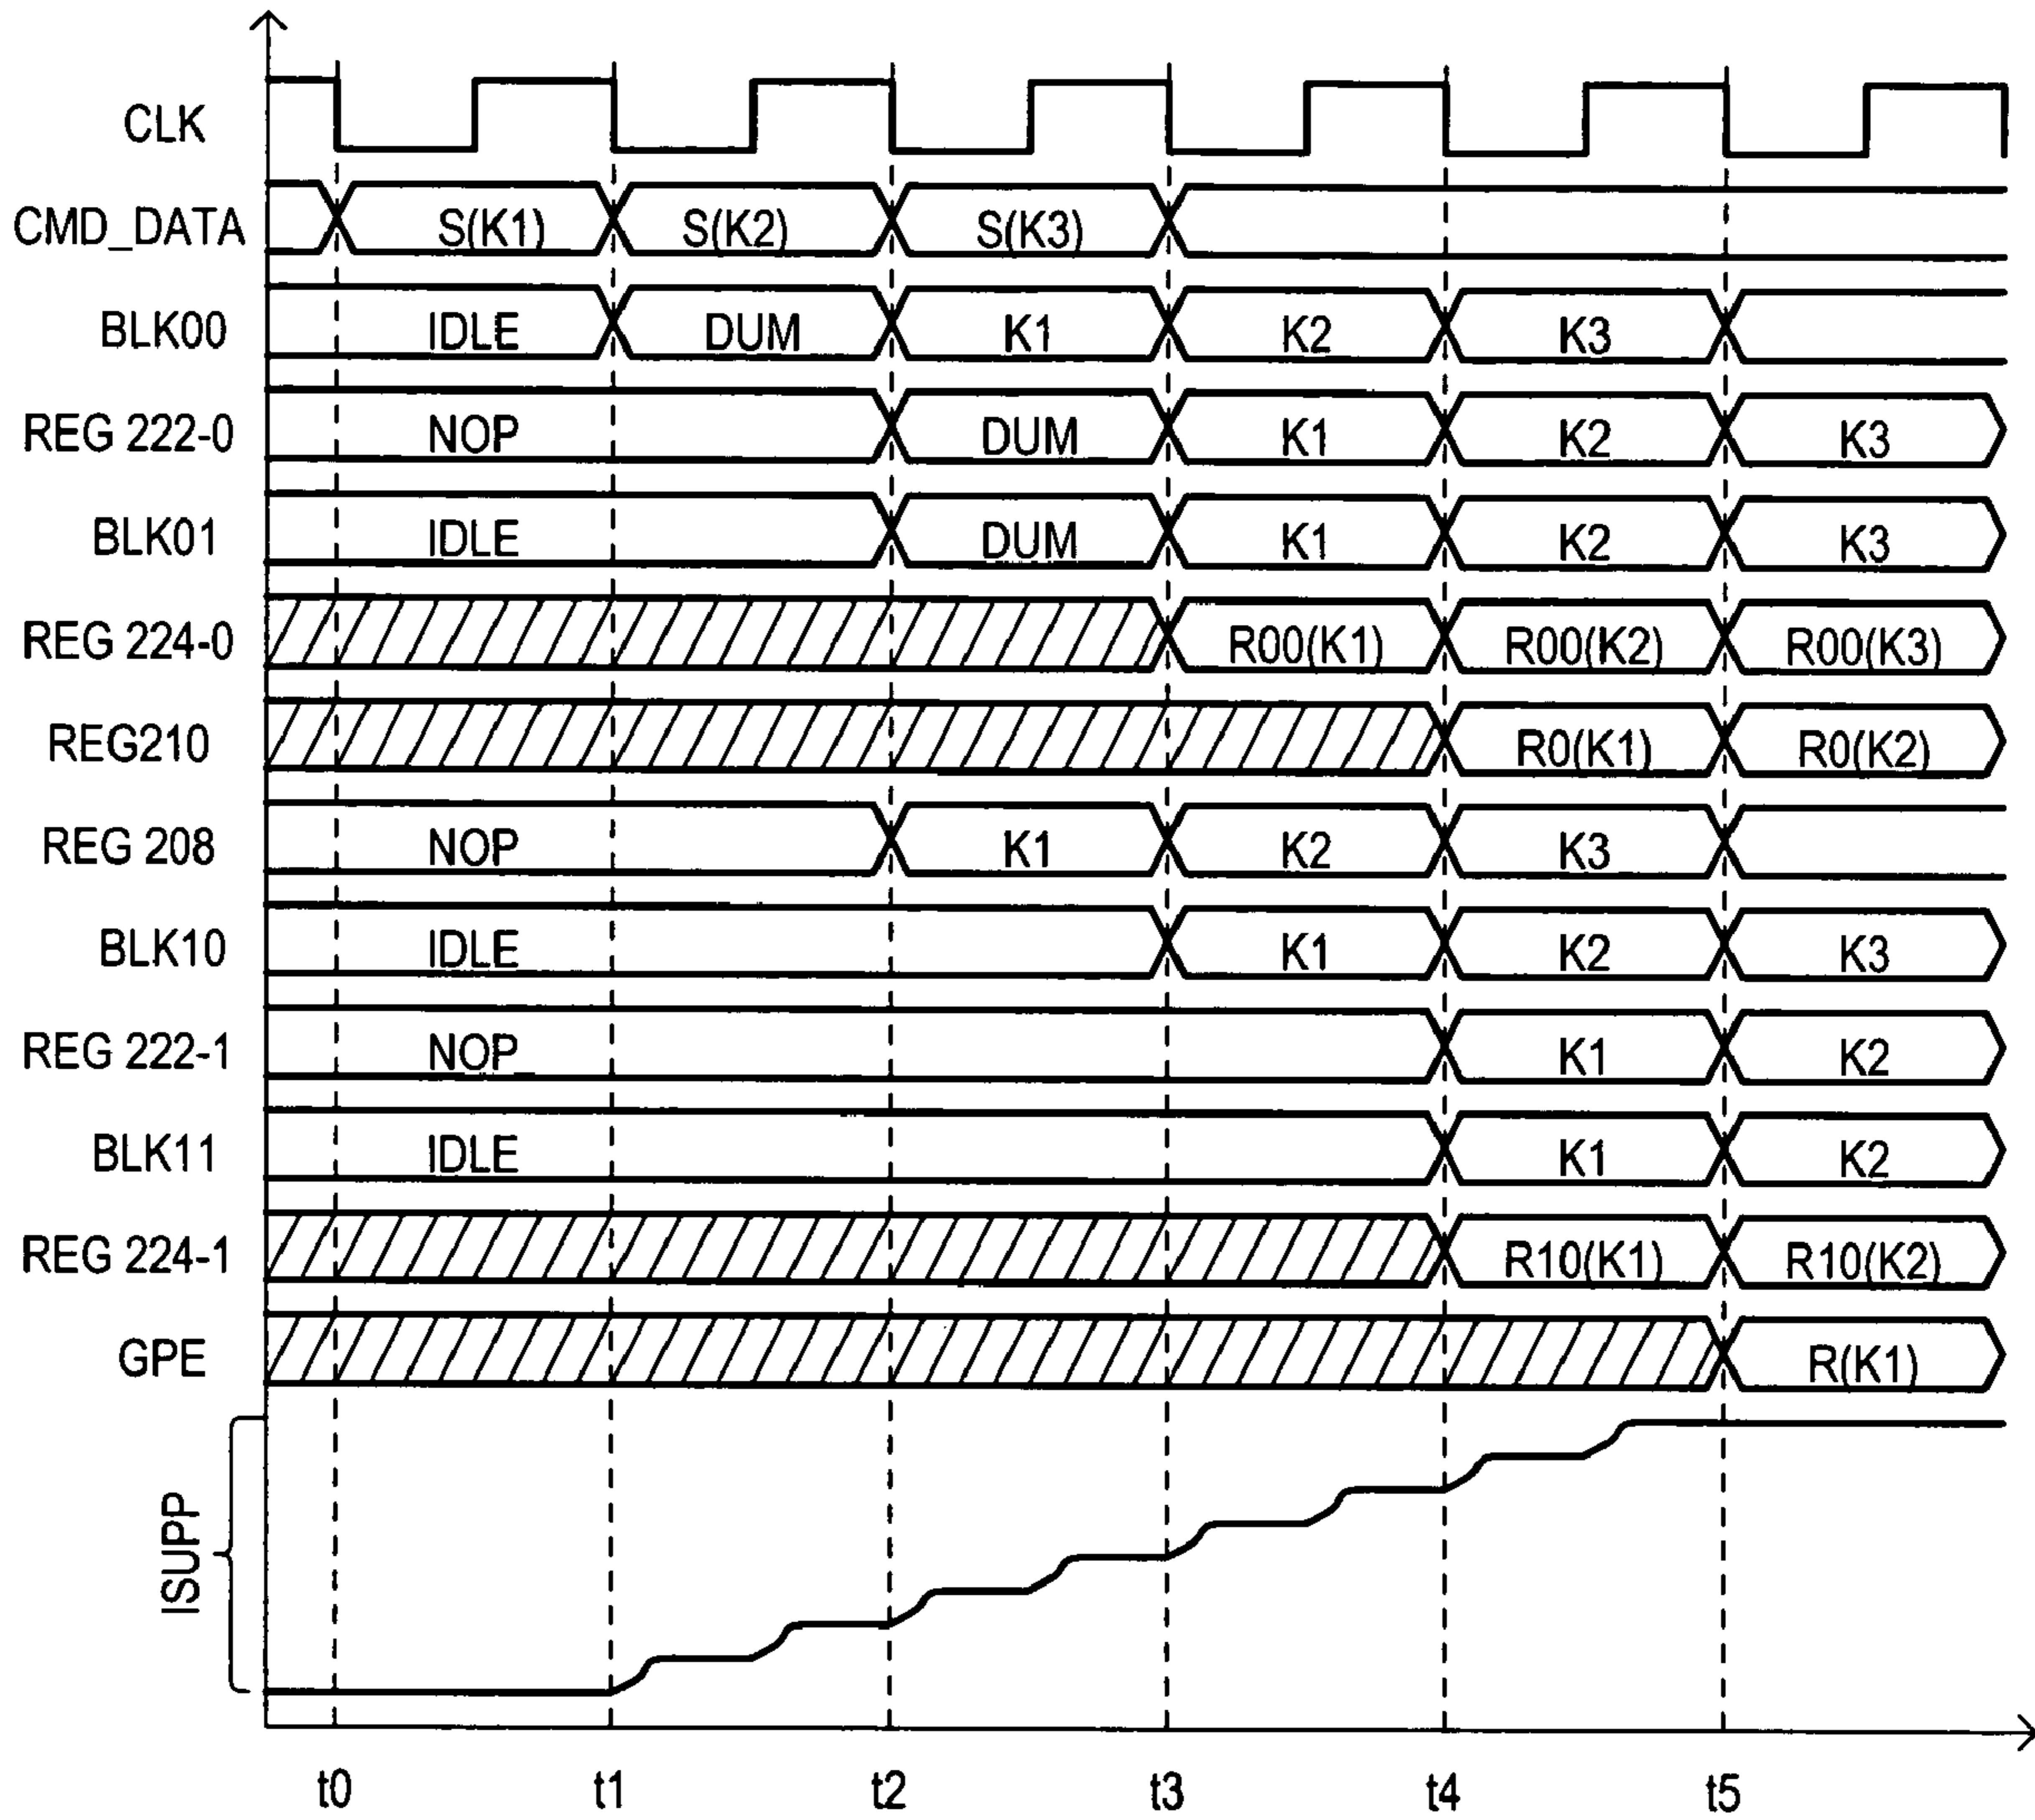 CLK
CMD_DATA S(K1) S(K2) S(K3)
BLK00 IDLE DUM K1 K2 K3
REG 222-0 NOP DUM K1 K2 K3
BLK01 IDLE DUM K1 K2 K3
REG 224-0 R00(K1) R00(K2) R00(K3)
REG210 R0(K1) R0(K2)
REG 208 NOP K1 K2 K3
BLK10 IDLE K1 K2 K3
REG 222-1 NOP K1 K2
BLK11 IDLE K1 K2
REG 224-1 R10(K1) R10(K2)
GPE R(K1)
ISUPP
t0 t1 t2 t3 t4 t5